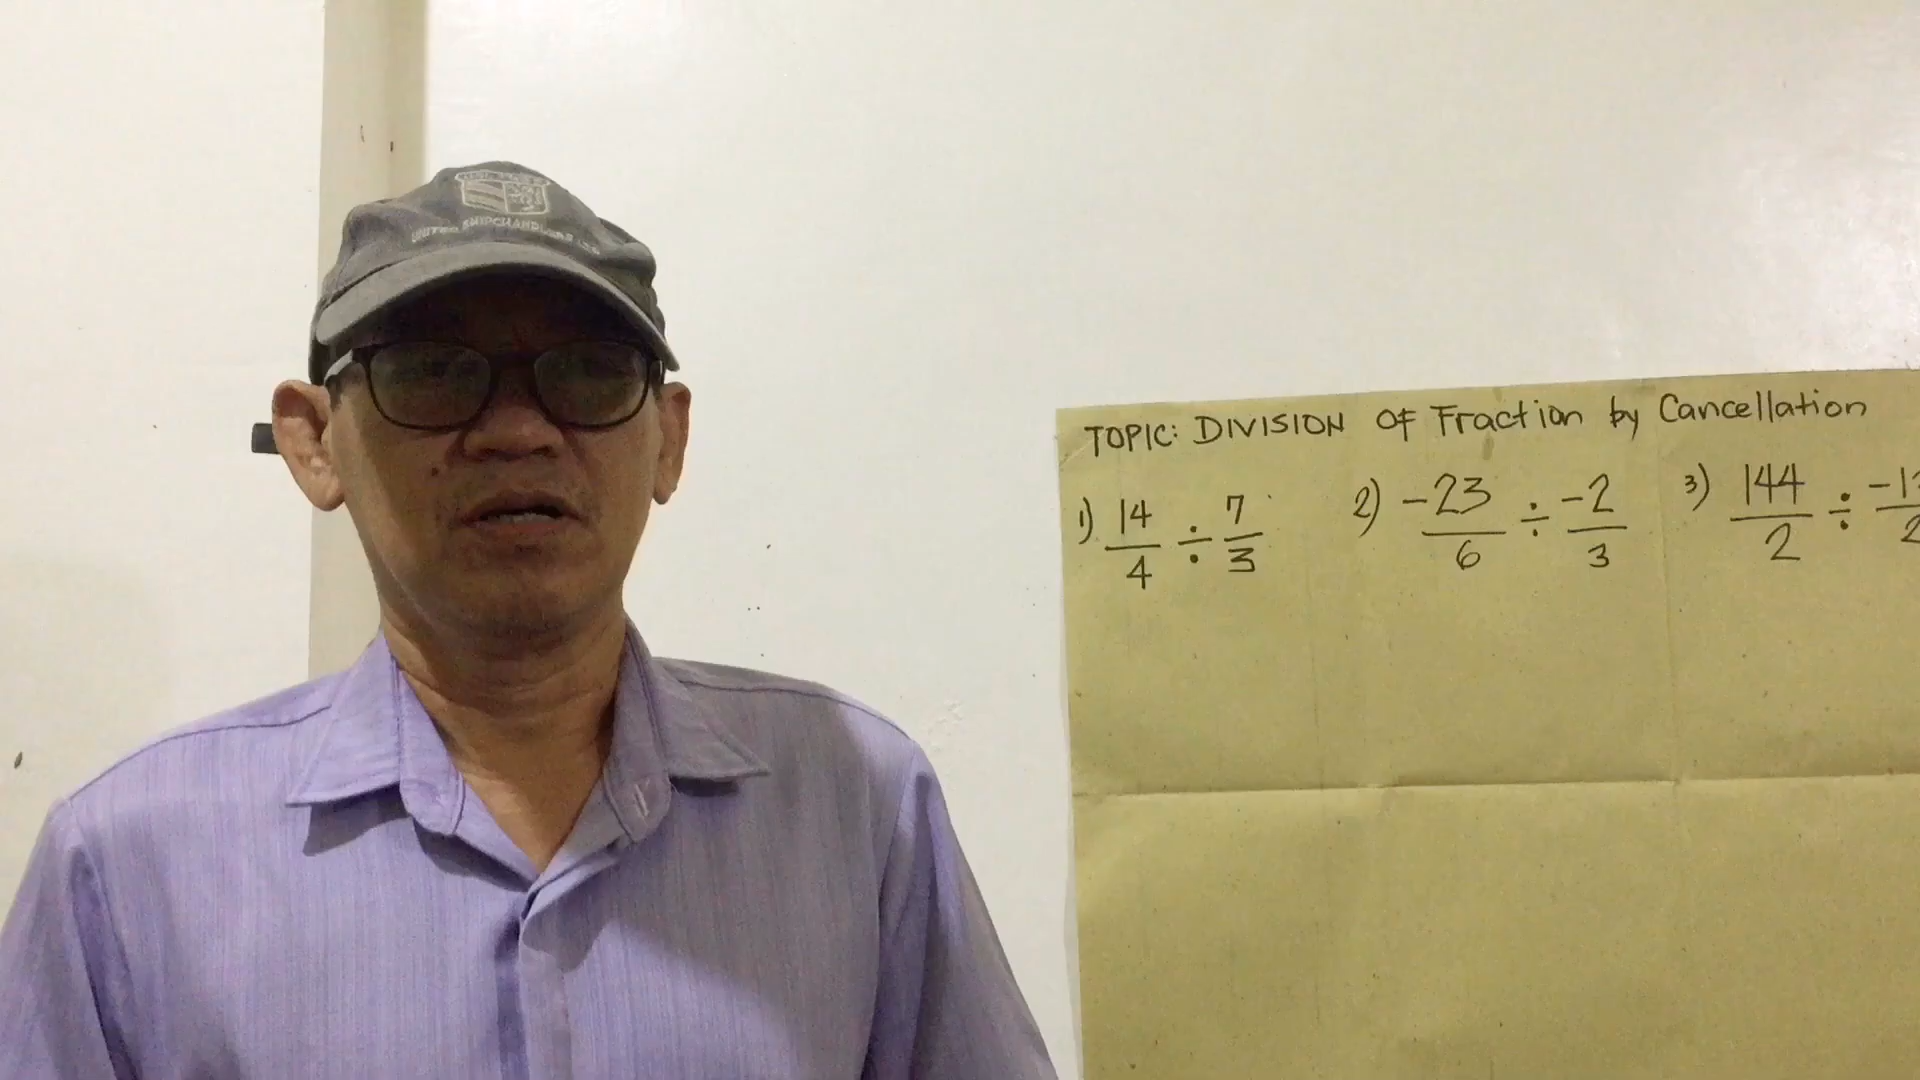 TOPIC: DIVISION OF Fraction by Cancellation
1) 14/4 ÷ 7/3 2) -23/6 ÷ -2/3 3) 144/2 ÷